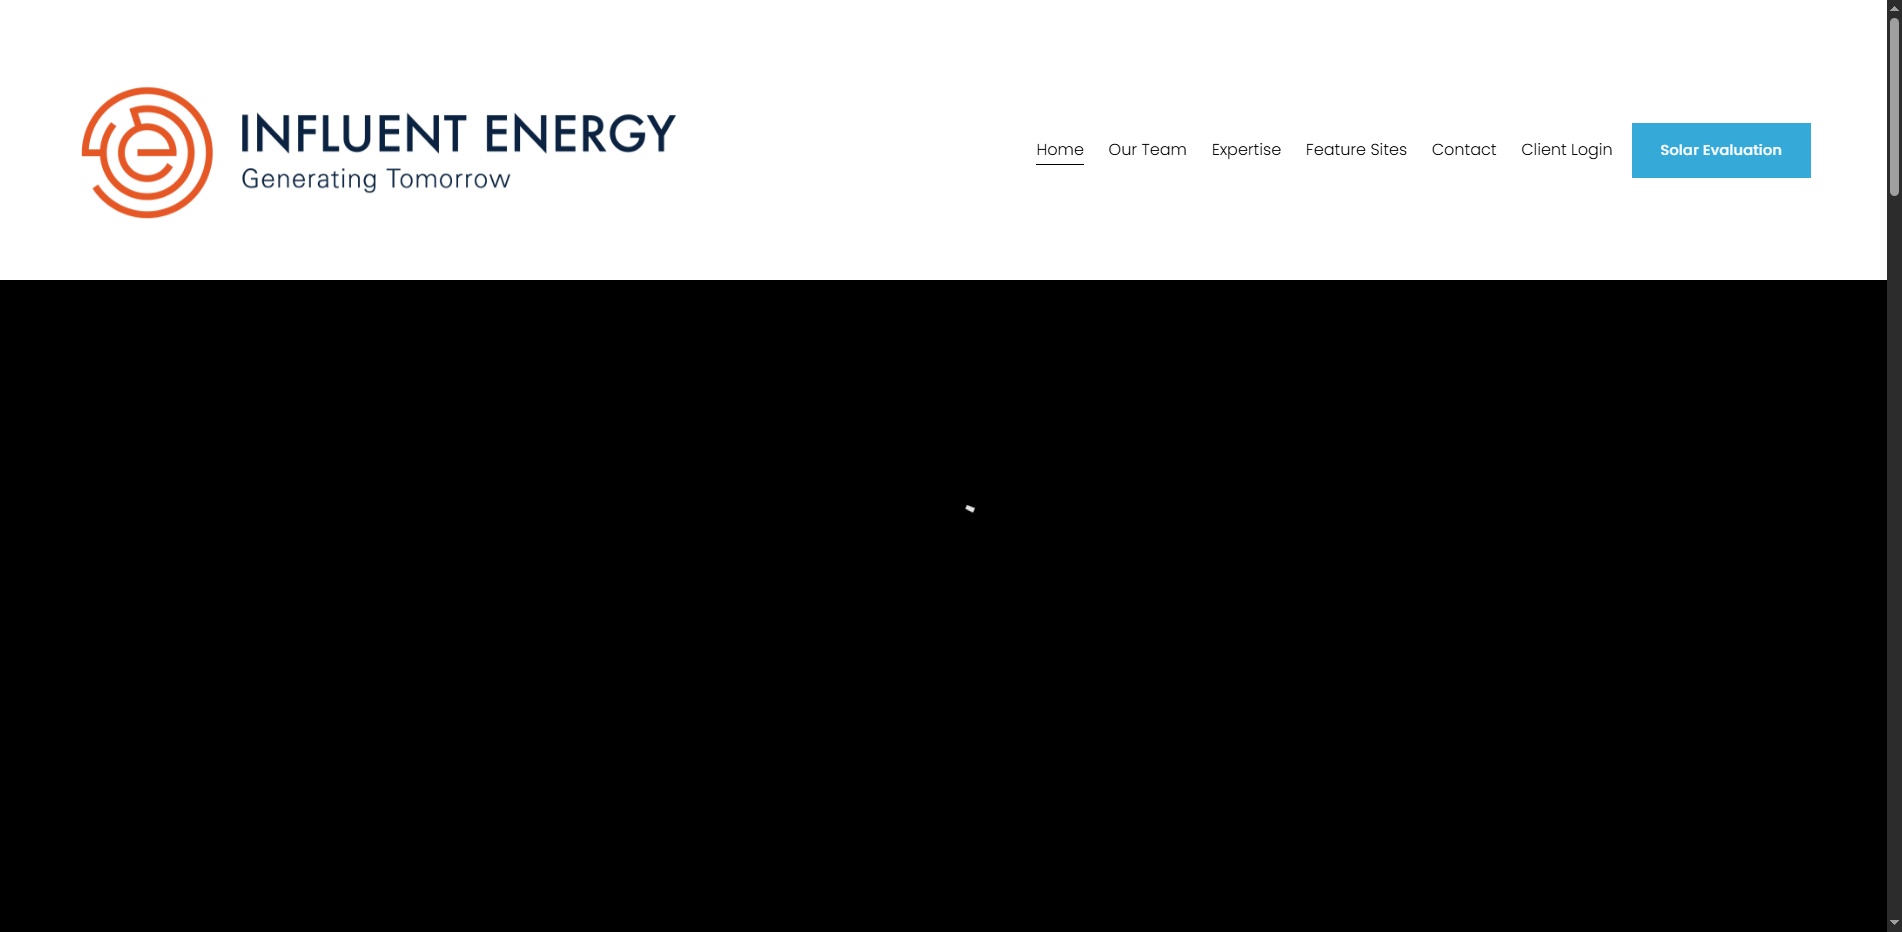 INFLUENT ENERGY
Generating Tomorrow
Home Our Team Expertise Feature Sites Contact Client Login Solar Evaluation